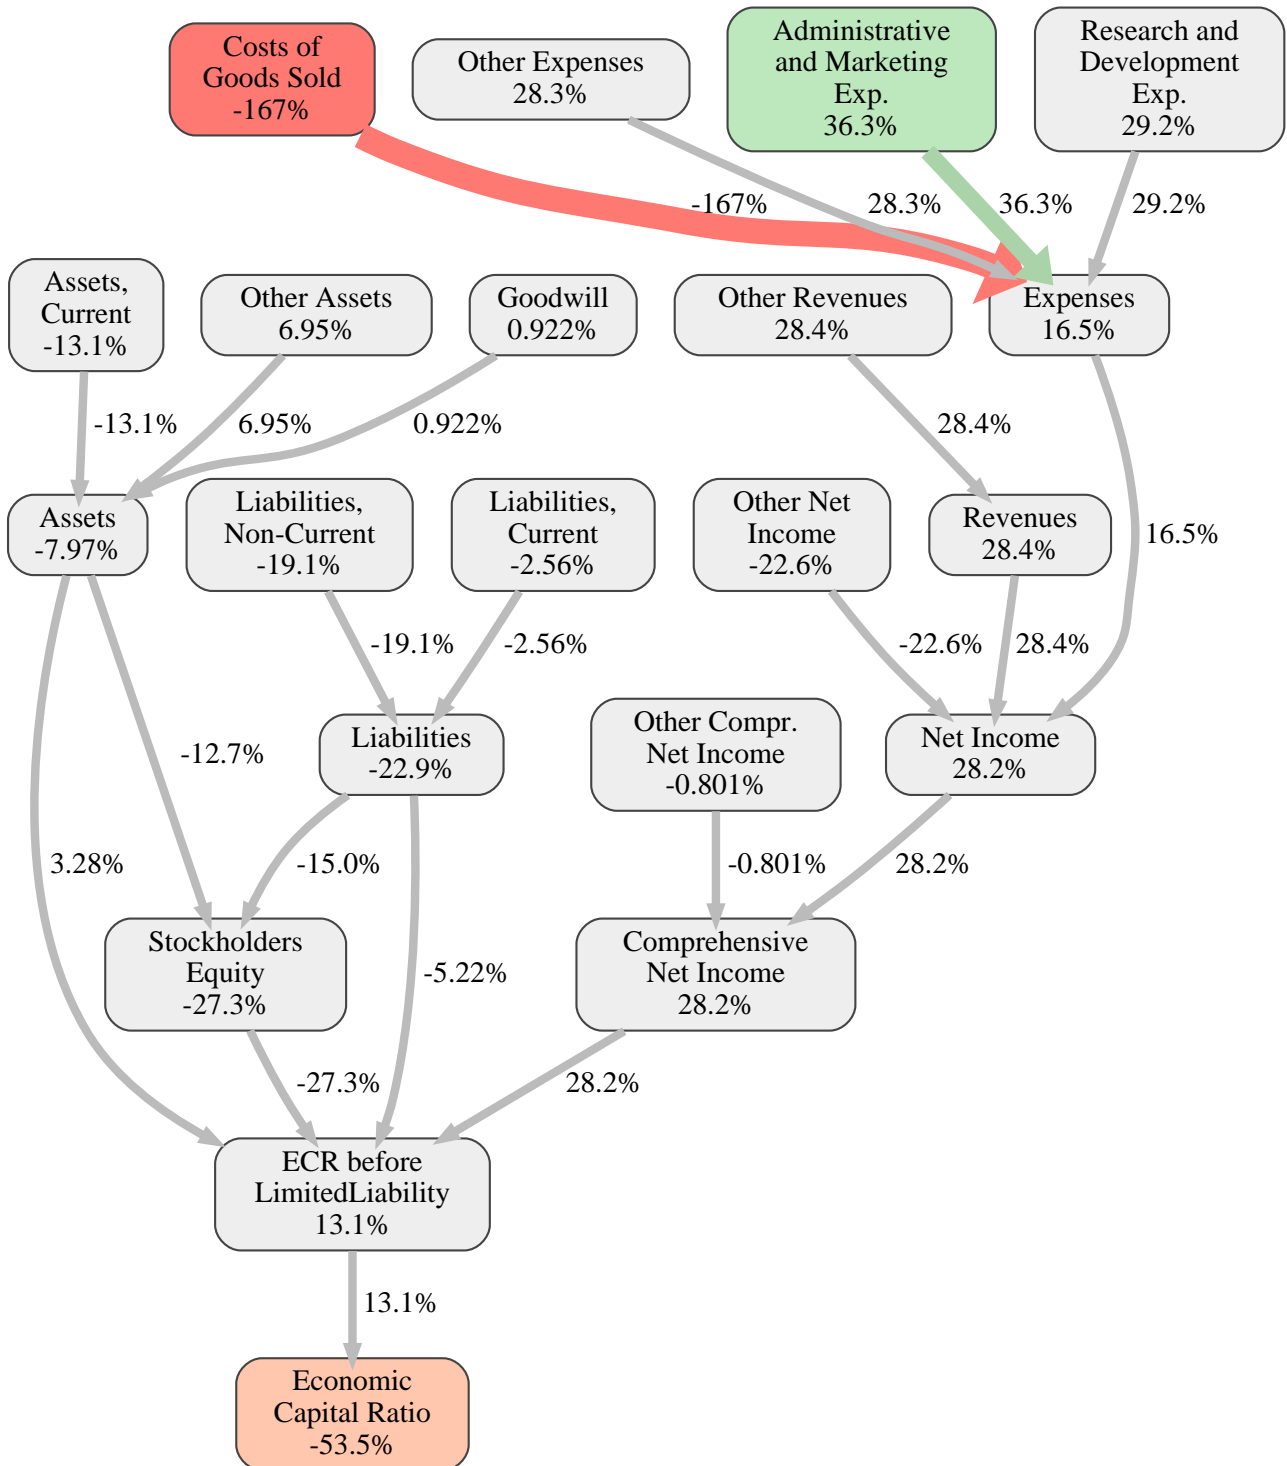 Costs of
Goods Sold
-167%
Other Expenses
28.3%
Administrative
and Marketing
Exp.
36.3%
Research and
Development
Exp.
29.2%
-167%
28.3%
36.3%
29.2%
Assets,
Current
-13.1%
Other Assets
6.95%
Goodwill
0.922%
Other Revenues
28.4%
Expenses
16.5%
-13.1%
6.95%
0.922%
28.4%
Assets
-7.97%
Liabilities,
Non-Current
-19.1%
Liabilities,
Current
-2.56%
Other Net
Income
-22.6%
Revenues
28.4%
16.5%
-19.1%
-2.56%
-22.6%
28.4%
-12.7%
Liabilities
-22.9%
Other Compr.
Net Income
-0.801%
Net Income
28.2%
3.28%
-15.0%
-0.801%
28.2%
Stockholders
Equity
-27.3%
-5.22%
Comprehensive
Net Income
28.2%
-27.3%
28.2%
ECR before
LimitedLiability
13.1%
13.1%
Economic
Capital Ratio
-53.5%